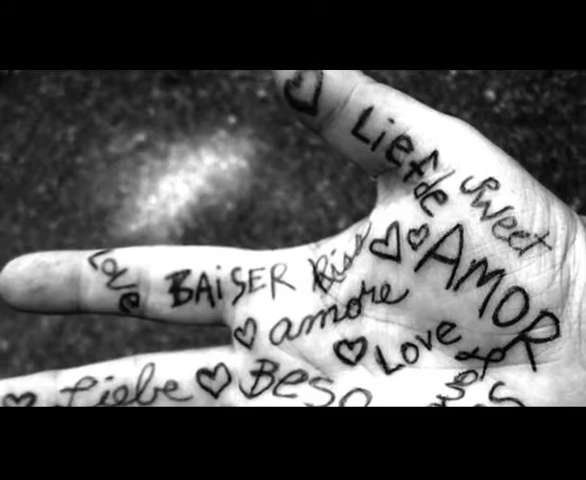 Liefde
Sweet
AMOR
Love
BAiSER
Kiss
amore
Love
Liebe
Beso